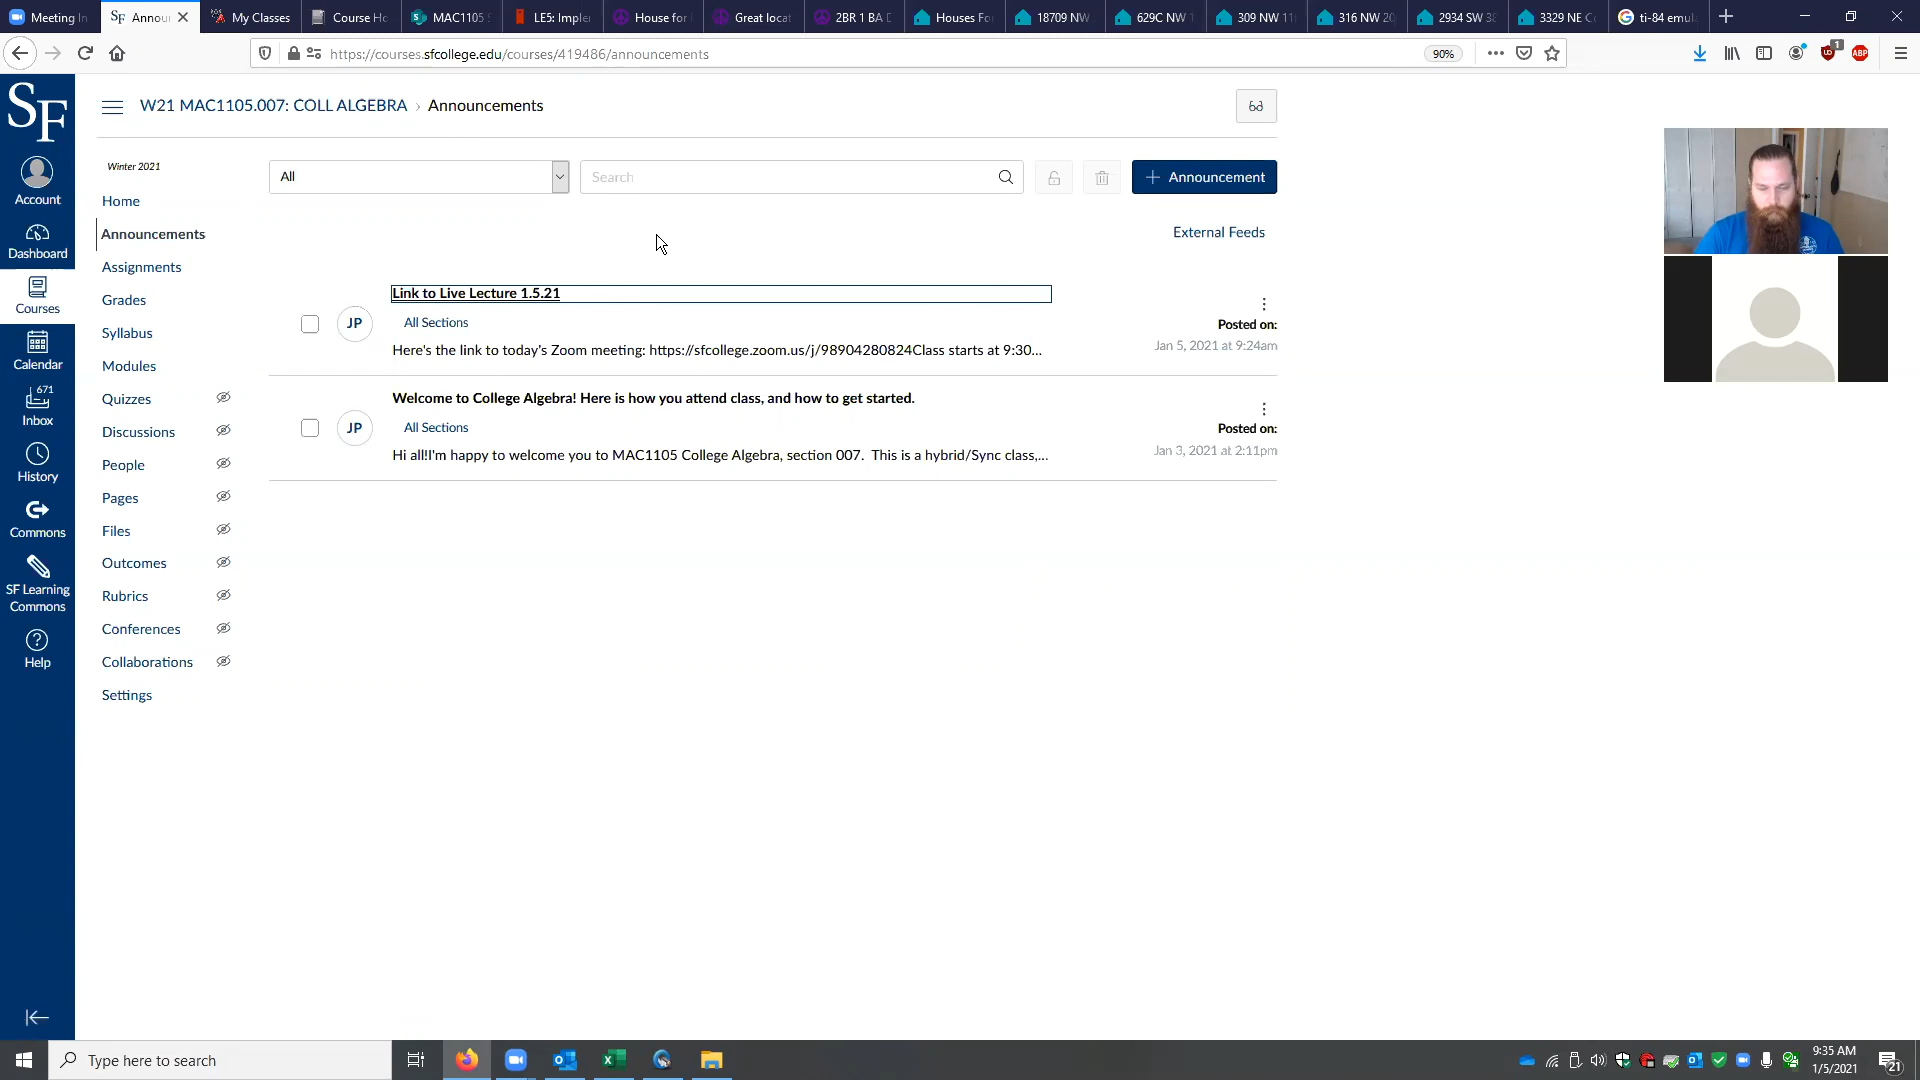 Meeting In
SF Annou
My Classes
Course Ho
MAC1105 S
LE5: Imple
House for
Great locat
2BR 1 BA D
Houses Fo
18709 NW
629C NW 1
309 NW 11
316 NW 20
2934 SW 38
3329 NE C
ti-84 emul
https://courses.sfcollege.edu/courses/419486/announcements
90%
1
ABP
SF
W21 MAC1105.007: COLL ALGEBRA › Announcements
Account
Dashboard
Courses
Calendar
671
Inbox
History
Commons
SF Learning
Commons
Help
Winter 2021
Home
Announcements
Assignments
Grades
Syllabus
Modules
Quizzes
Discussions
People
Pages
Files
Outcomes
Rubrics
Conferences
Collaborations
Settings
All
Search
+ Announcement
External Feeds
Link to Live Lecture 1.5.21
JP
All Sections
Posted on:
Here's the link to today's Zoom meeting: https://sfcollege.zoom.us/j/98904280824Class starts at 9:30...
Jan 5, 2021 at 9:24am
Welcome to College Algebra! Here is how you attend class, and how to get started.
JP
All Sections
Posted on:
Hi all!I'm happy to welcome you to MAC1105 College Algebra, section 007. This is a hybrid/Sync class,...
Jan 3, 2021 at 2:11pm
Type here to search
9:35 AM
1/5/2021
21